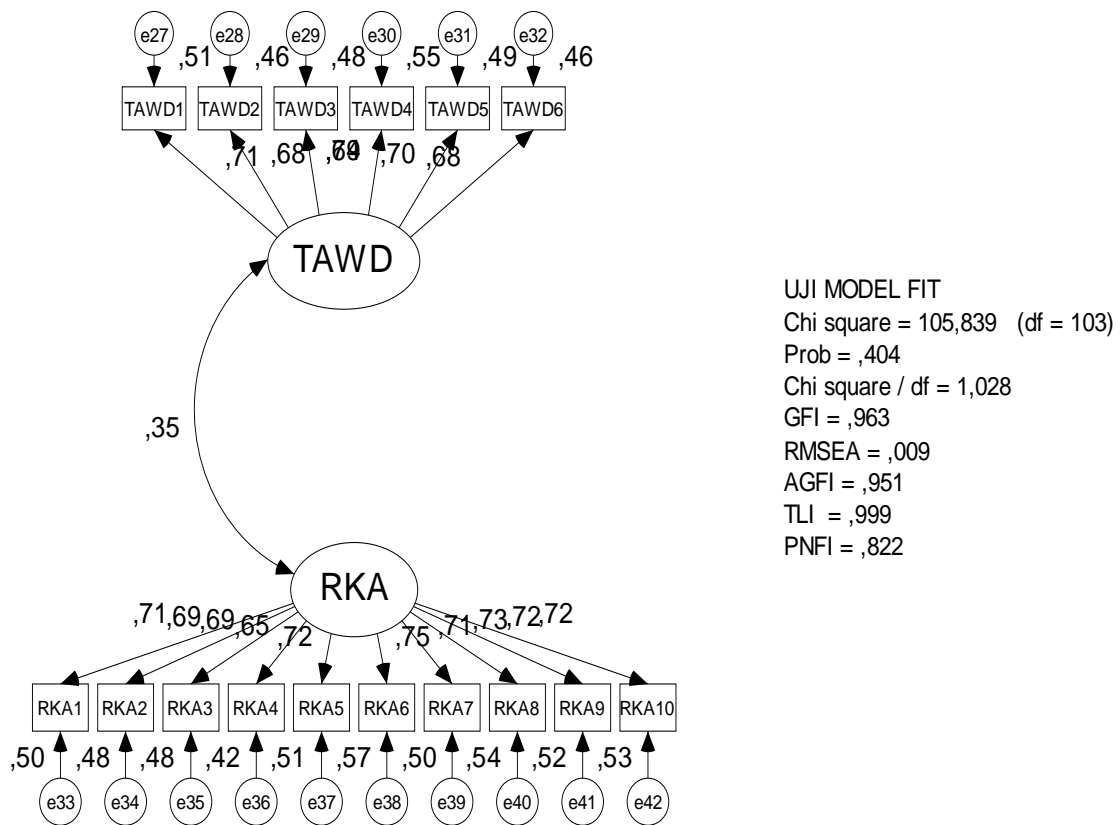 e27 e28 e29 e30 e31 e32
,51 ,46 ,48 ,55 ,49 ,46
TAWD1 TAWD2 TAWD3 TAWD4 TAWD5 TAWD6
,71 ,68 ,69 ,74 ,70 ,68
TAWD
UJI MODEL FIT
Chi square = 105,839 (df = 103)
Prob = ,404
Chi square / df = 1,028
GFI = ,963
RMSEA = ,009
AGFI = ,951
TLI = ,999
PNFI = ,822
,35
RKA
,71 ,69 ,69 ,65 ,72 ,75 ,71 ,73 ,72 ,72
RKA1 RKA2 RKA3 RKA4 RKA5 RKA6 RKA7 RKA8 RKA9 RKA10
,50 ,48 ,48 ,42 ,51 ,57 ,50 ,54 ,52 ,53
e33 e34 e35 e36 e37 e38 e39 e40 e41 e42